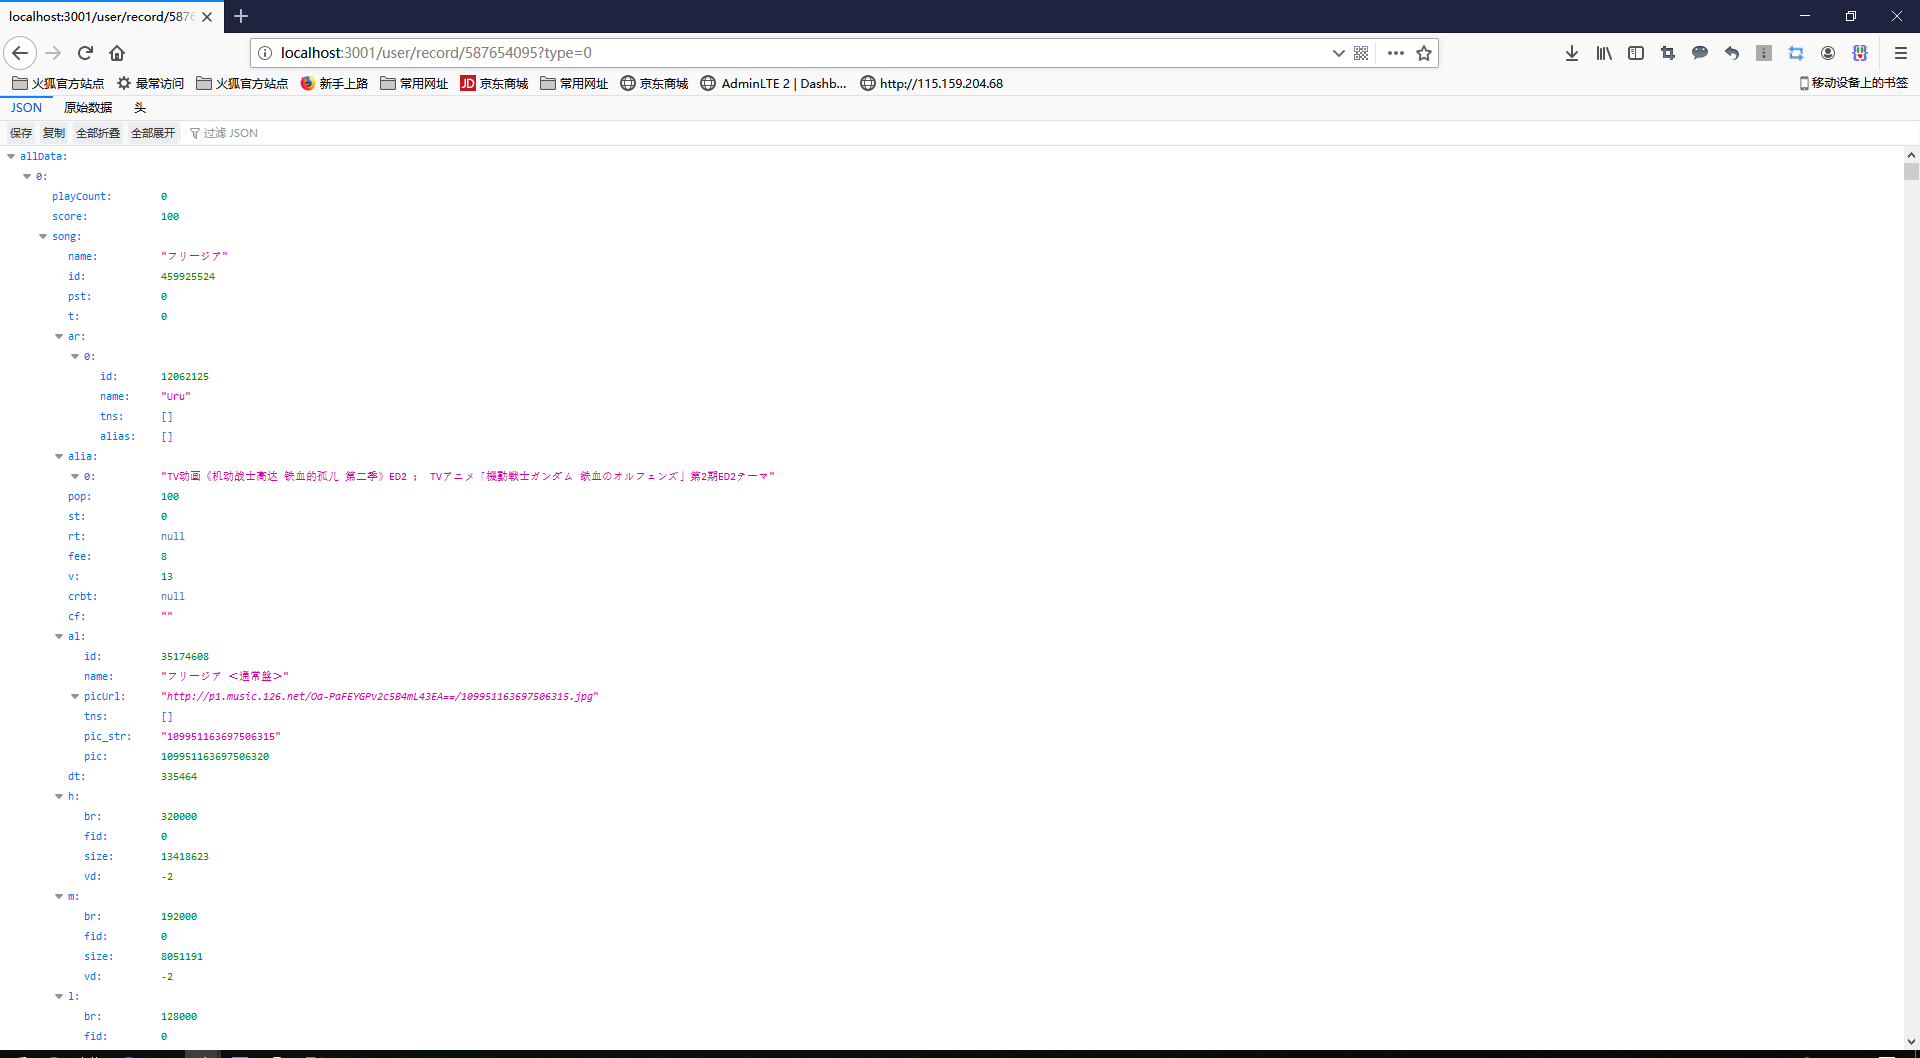 localhost:3001/user/record/5876
localhost:3001/user/record/587654095?type=0
火狐官方站点 最常访问 火狐官方站点 新手上路 常用网址 JD 京东商城 常用网址 京东商城 AdminLTE 2 | Dashb... http://115.159.204.68 移动设备上的书签
JSON 原始数据 头
保存 复制 全部折叠 全部展开 过滤 JSON
allData:
0:
playCount: 0
score: 100
song:
name: "フリージア"
id: 459925524
pst: 0
t: 0
ar:
0:
id: 12062125
name: "Uru"
tns: []
alias: []
alia:
0: "TV动画《机动战士高达 铁血的孤儿 第二季》ED2 ； TVアニメ「機動戦士ガンダム 鉄血のオルフェンズ」第2期ED2テーマ"
pop: 100
st: 0
rt: null
fee: 8
v: 13
crbt: null
cf: ""
al:
id: 35174608
name: "フリージア ＜通常盤＞"
picUrl: "http://p1.music.126.net/Oa-PaFEYGPv2c5B4mL43EA==/109951163697506315.jpg"
tns: []
pic_str: "109951163697506315"
pic: 109951163697506320
dt: 335464
h:
br: 320000
fid: 0
size: 13418623
vd: -2
m:
br: 192000
fid: 0
size: 8051191
vd: -2
l:
br: 128000
fid: 0